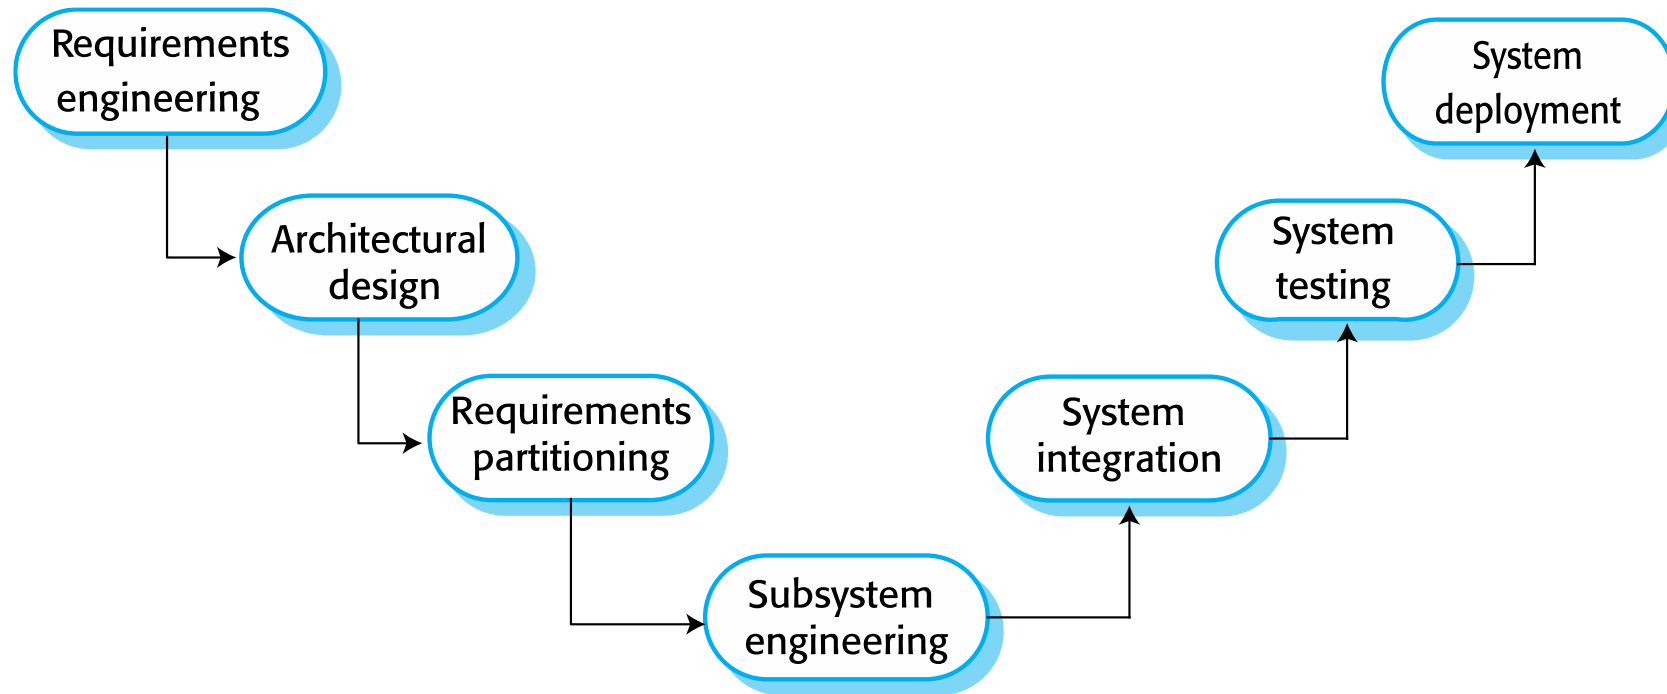 Requirements
engineering
Architectural
design
Requirements
partitioning
Subsystem
engineering
System
integration
System
testing
System
deployment